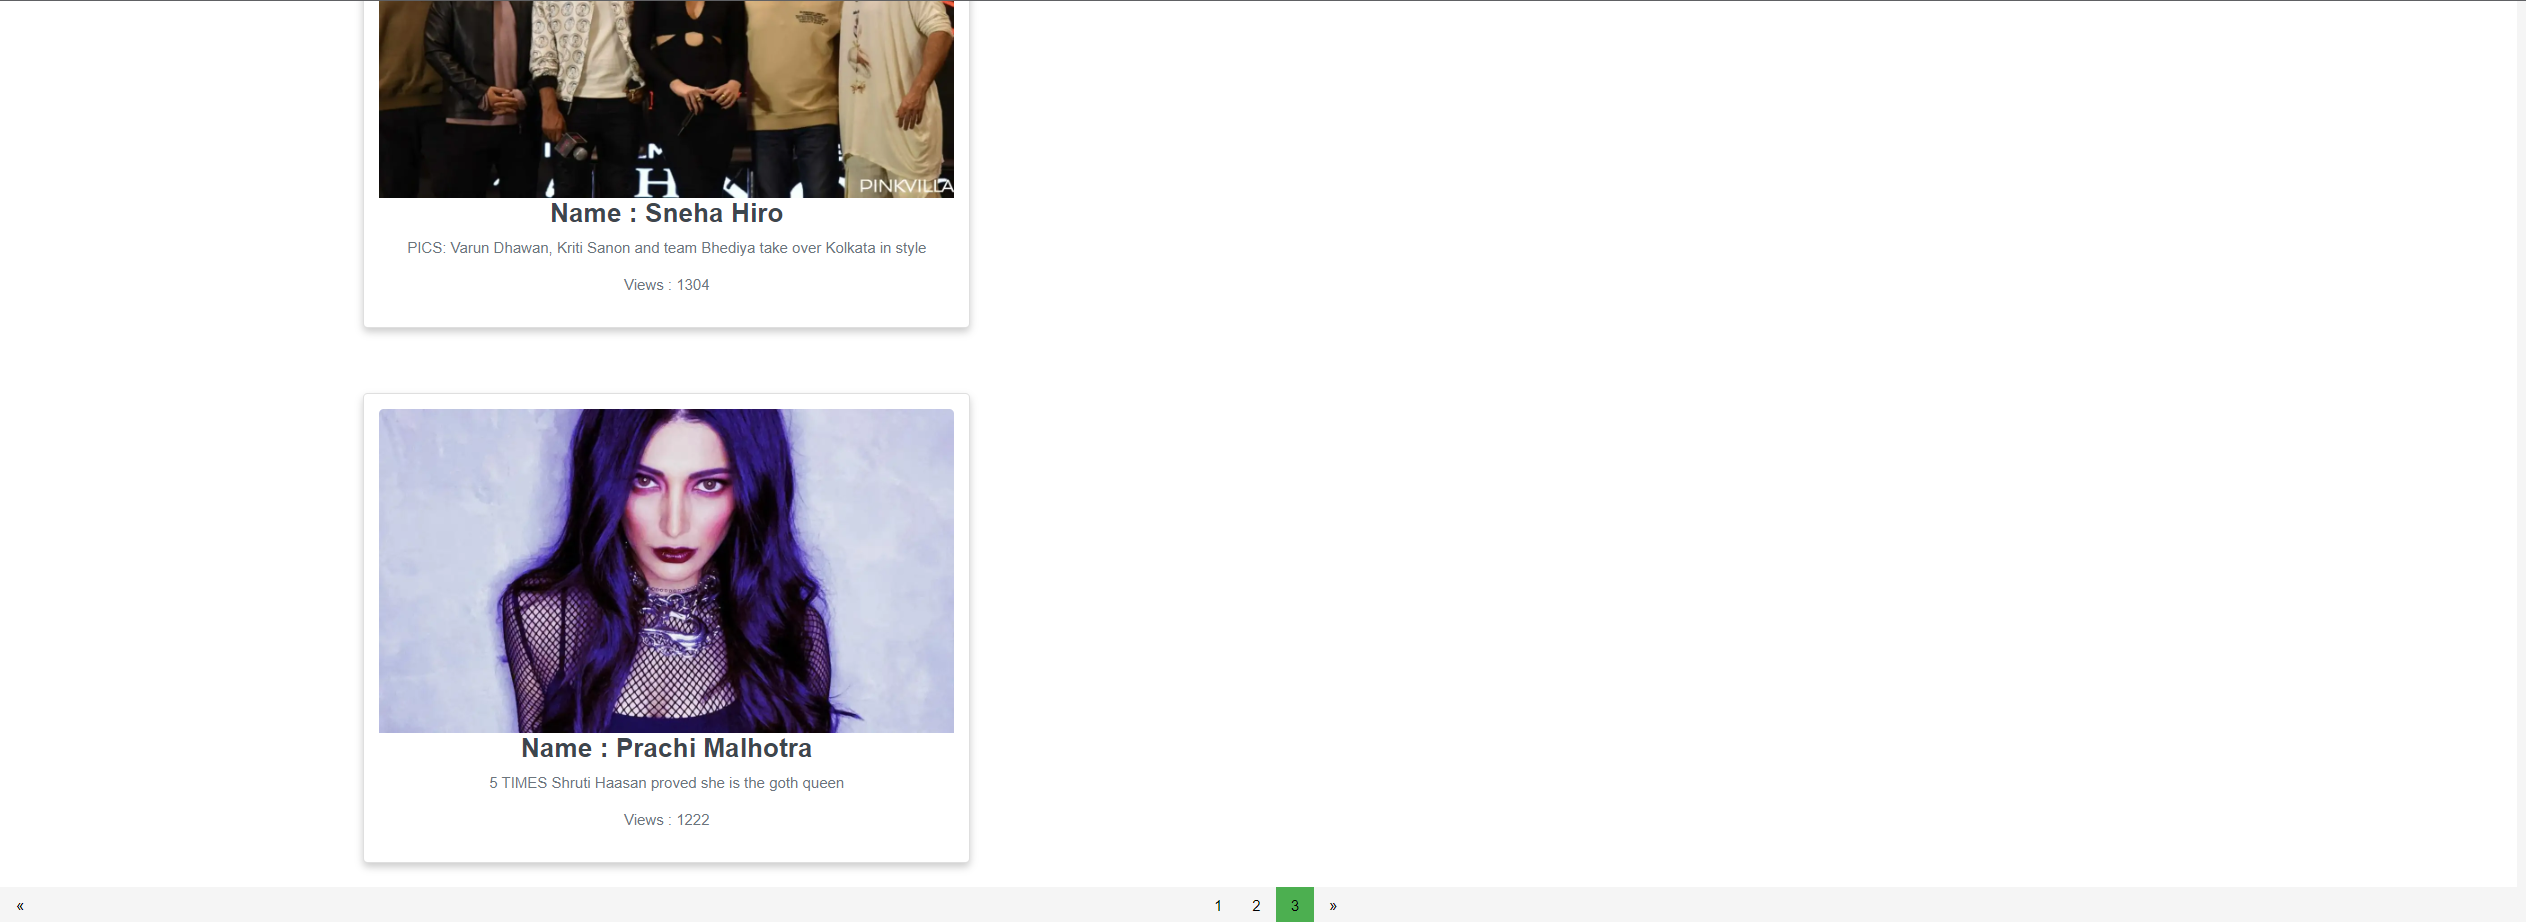 PINKVILLA
Name : Sneha Hiro
PICS: Varun Dhawan, Kriti Sanon and team Bhediya take over Kolkata in style
Views : 1304
Name : Prachi Malhotra
5 TIMES Shruti Haasan proved she is the goth queen
Views : 1222
« 1 2 3 »